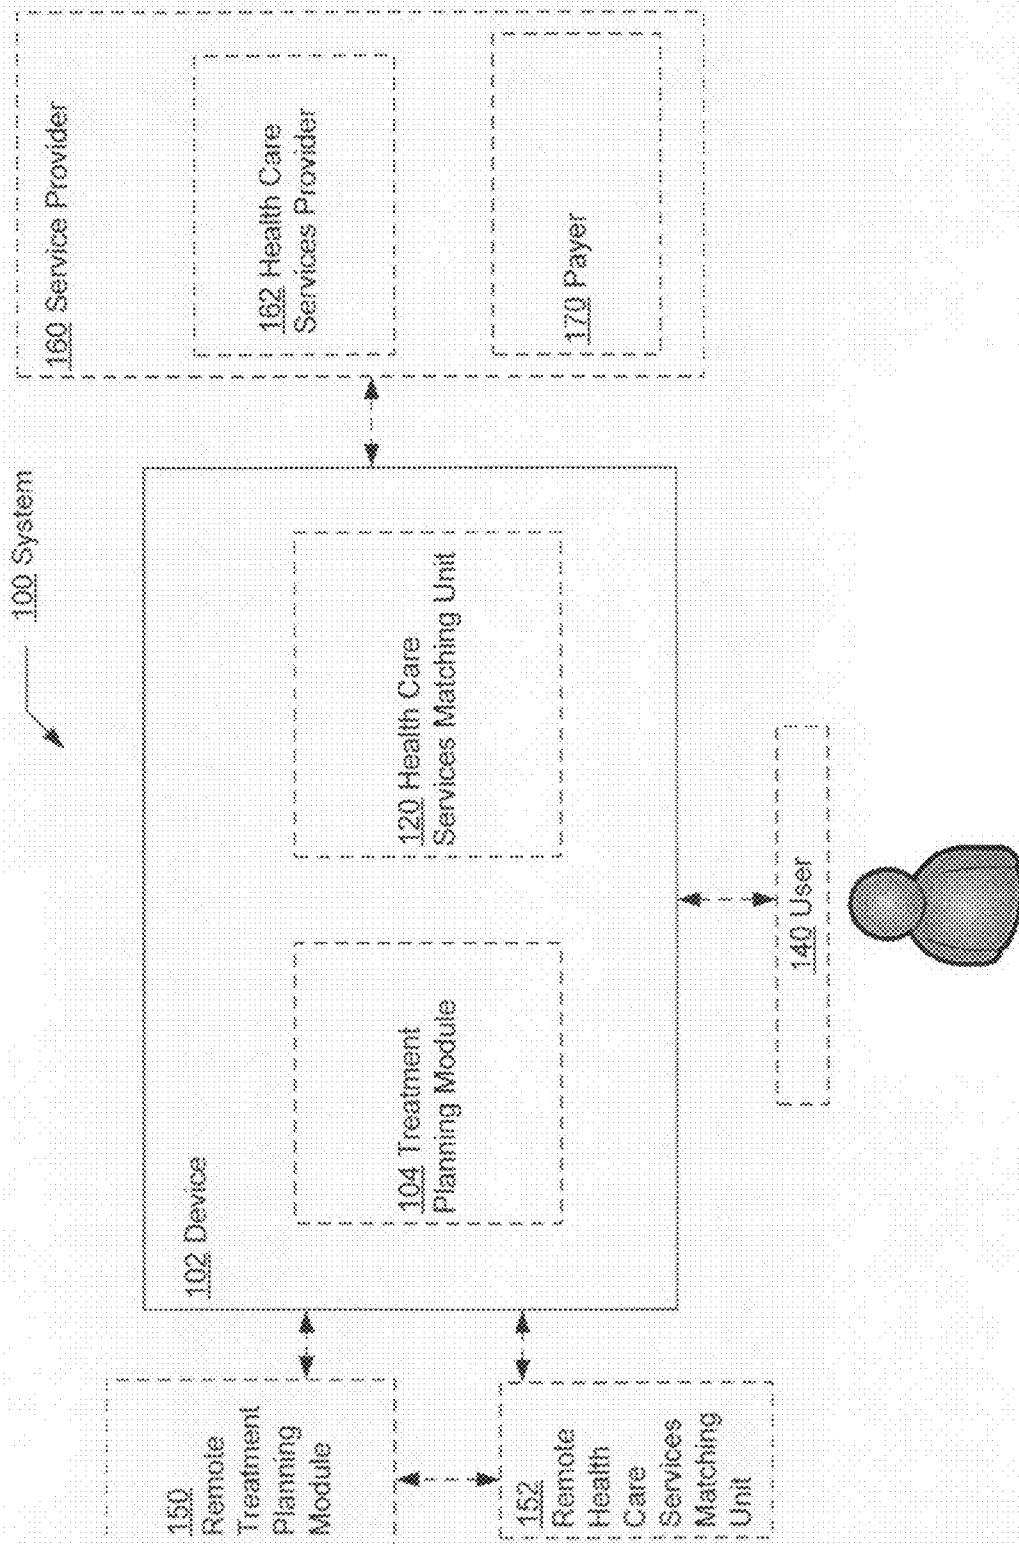 100 System
150
Remote
Treatment
Planning
Module
152
Remote
Health
Care
Services
Matching
Unit
102 Device
104 Treatment
Planning Module
120 Health Care
Services Matching Unit
140 User
160 Service Provider
162 Health Care
Services Provider
170 Payer